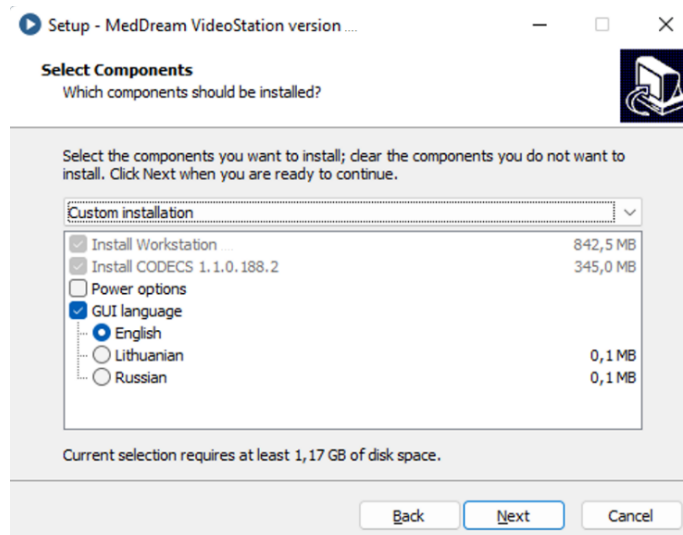 Setup - MedDream VideoStation version ....
Select Components
Which components should be installed?
Select the components you want to install; clear the components you do not want to
install. Click Next when you are ready to continue.
Custom installation
Install Workstation 842,5 MB
Install CODECS 1.1.0.188.2 345,0 MB
Power options
GUI language
English
Lithuanian 0,1 MB
Russian 0,1 MB
Current selection requires at least 1,17 GB of disk space.
Back Next Cancel